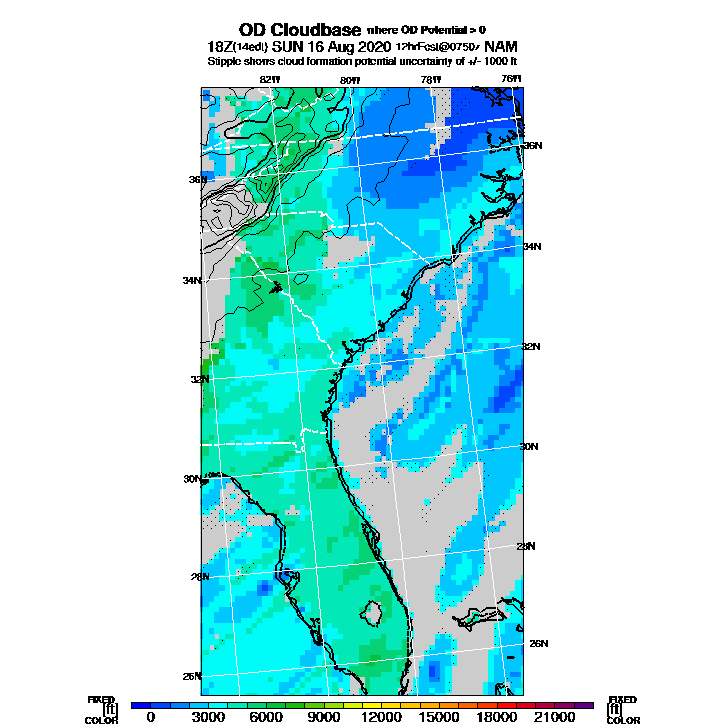 OD Cloudbase where OD Potential > 0
18Z (14edt) SUN 16 Aug 2020 12hrFcst@0750z NAM
Stipple shows cloud formation potential uncertainty of +/- 1000 ft
82W 80W 78W 76W
36N 36N
34N 34N
32N 32N
30N 30N
28N 28N
26N 26N
FIXED [ft] COLOR
0 3000 6000 9000 12000 15000 18000 21000
FIXED [ft] COLOR